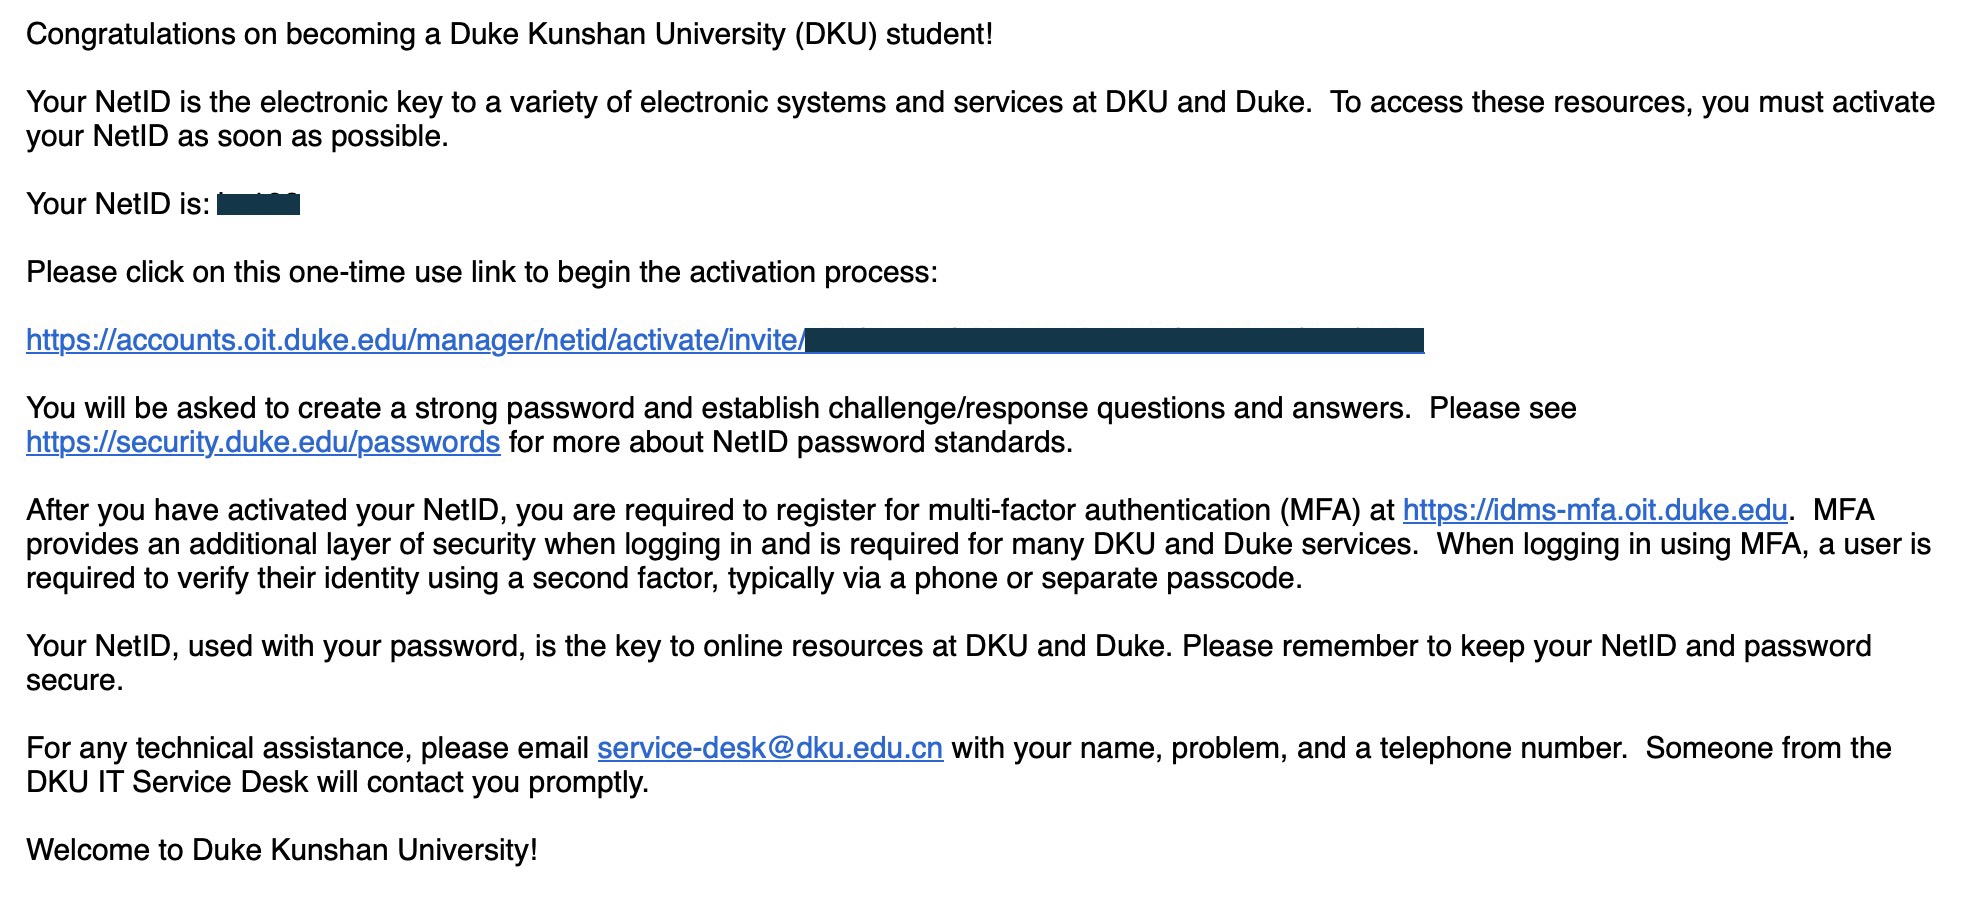 Congratulations on becoming a Duke Kunshan University (DKU) student!
Your NetID is the electronic key to a variety of electronic systems and services at DKU and Duke.  To access these resources, you must activate
your NetID as soon as possible.
Your NetID is:
Please click on this one-time use link to begin the activation process:
https://accounts.oit.duke.edu/manager/netid/activate/invite/
You will be asked to create a strong password and establish challenge/response questions and answers.  Please see
https://security.duke.edu/passwords for more about NetID password standards.
After you have activated your NetID, you are required to register for multi-factor authentication (MFA) at https://idms-mfa.oit.duke.edu.  MFA
provides an additional layer of security when logging in and is required for many DKU and Duke services.  When logging in using MFA, a user is
required to verify their identity using a second factor, typically via a phone or separate passcode.
Your NetID, used with your password, is the key to online resources at DKU and Duke. Please remember to keep your NetID and password
secure.
For any technical assistance, please email service-desk@dku.edu.cn with your name, problem, and a telephone number.  Someone from the
DKU IT Service Desk will contact you promptly.
Welcome to Duke Kunshan University!